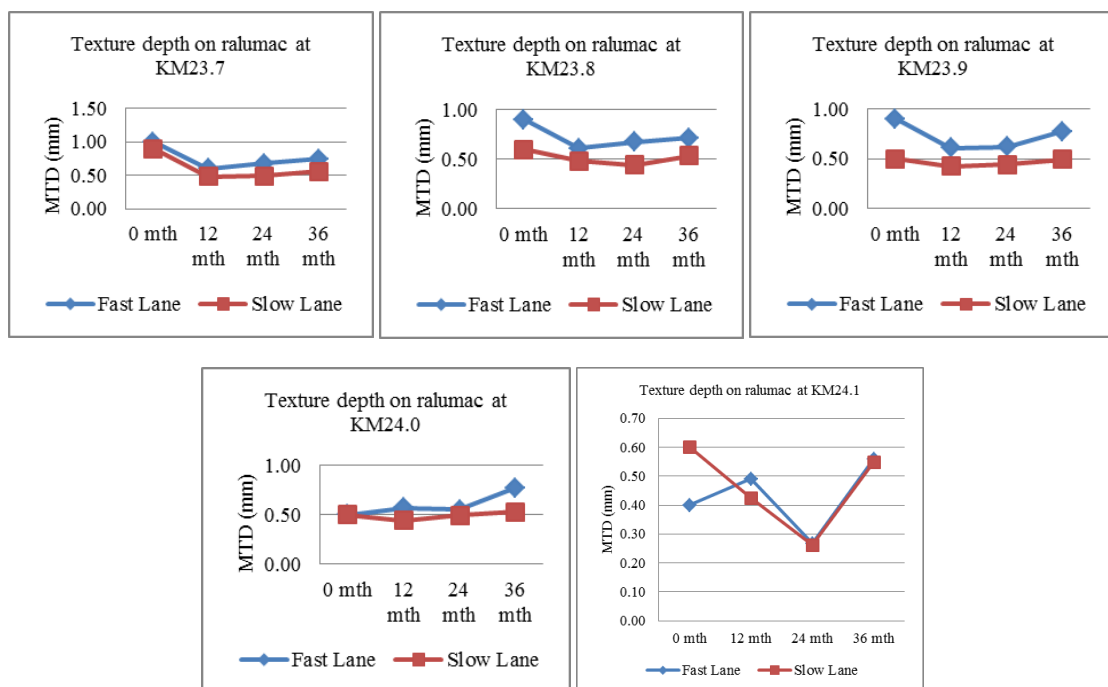 Texture depth on ralumac at
KM23.7
MTD (mm)
1.50
1.00
0.50
0.00
0 mth
12
mth
24
mth
36
mth
Fast Lane
Slow Lane
Texture depth on ralumac at
KM23.8
MTD (mm)
1.00
0.50
0.00
0 mth
12
mth
24
mth
36
mth
Fast Lane
Slow Lane
Texture depth on ralumac at
KM23.9
MTD (mm)
1.00
0.50
0.00
0 mth
12
mth
24
mth
36
mth
Fast Lane
Slow Lane
Texture depth on ralumac at
KM24.0
MTD (mm)
1.00
0.50
0.00
0 mth
12
mth
24
mth
36
mth
Fast Lane
Slow Lane
Texture depth on ralumac at KM24.1
MTD (mm)
0.70
0.60
0.50
0.40
0.30
0.20
0.10
0.00
0 mth
12 mth
24 mth
36 mth
Fast Lane
Slow Lane